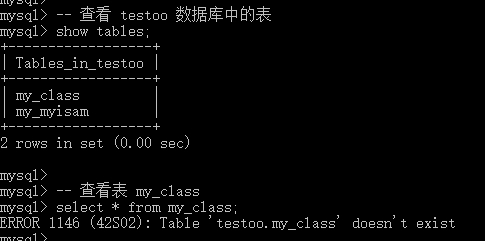 mysql>
mysql> -- 查看 testoo 数据库中的表
mysql> show tables;
+------------------+
| Tables_in_testoo |
+------------------+
| my_class         |
| my_myisam        |
+------------------+
2 rows in set (0.00 sec)
mysql>
mysql> -- 查看表 my_class
mysql> select * from my_class;
ERROR 1146 (42S02): Table 'testoo.my_class' doesn't exist